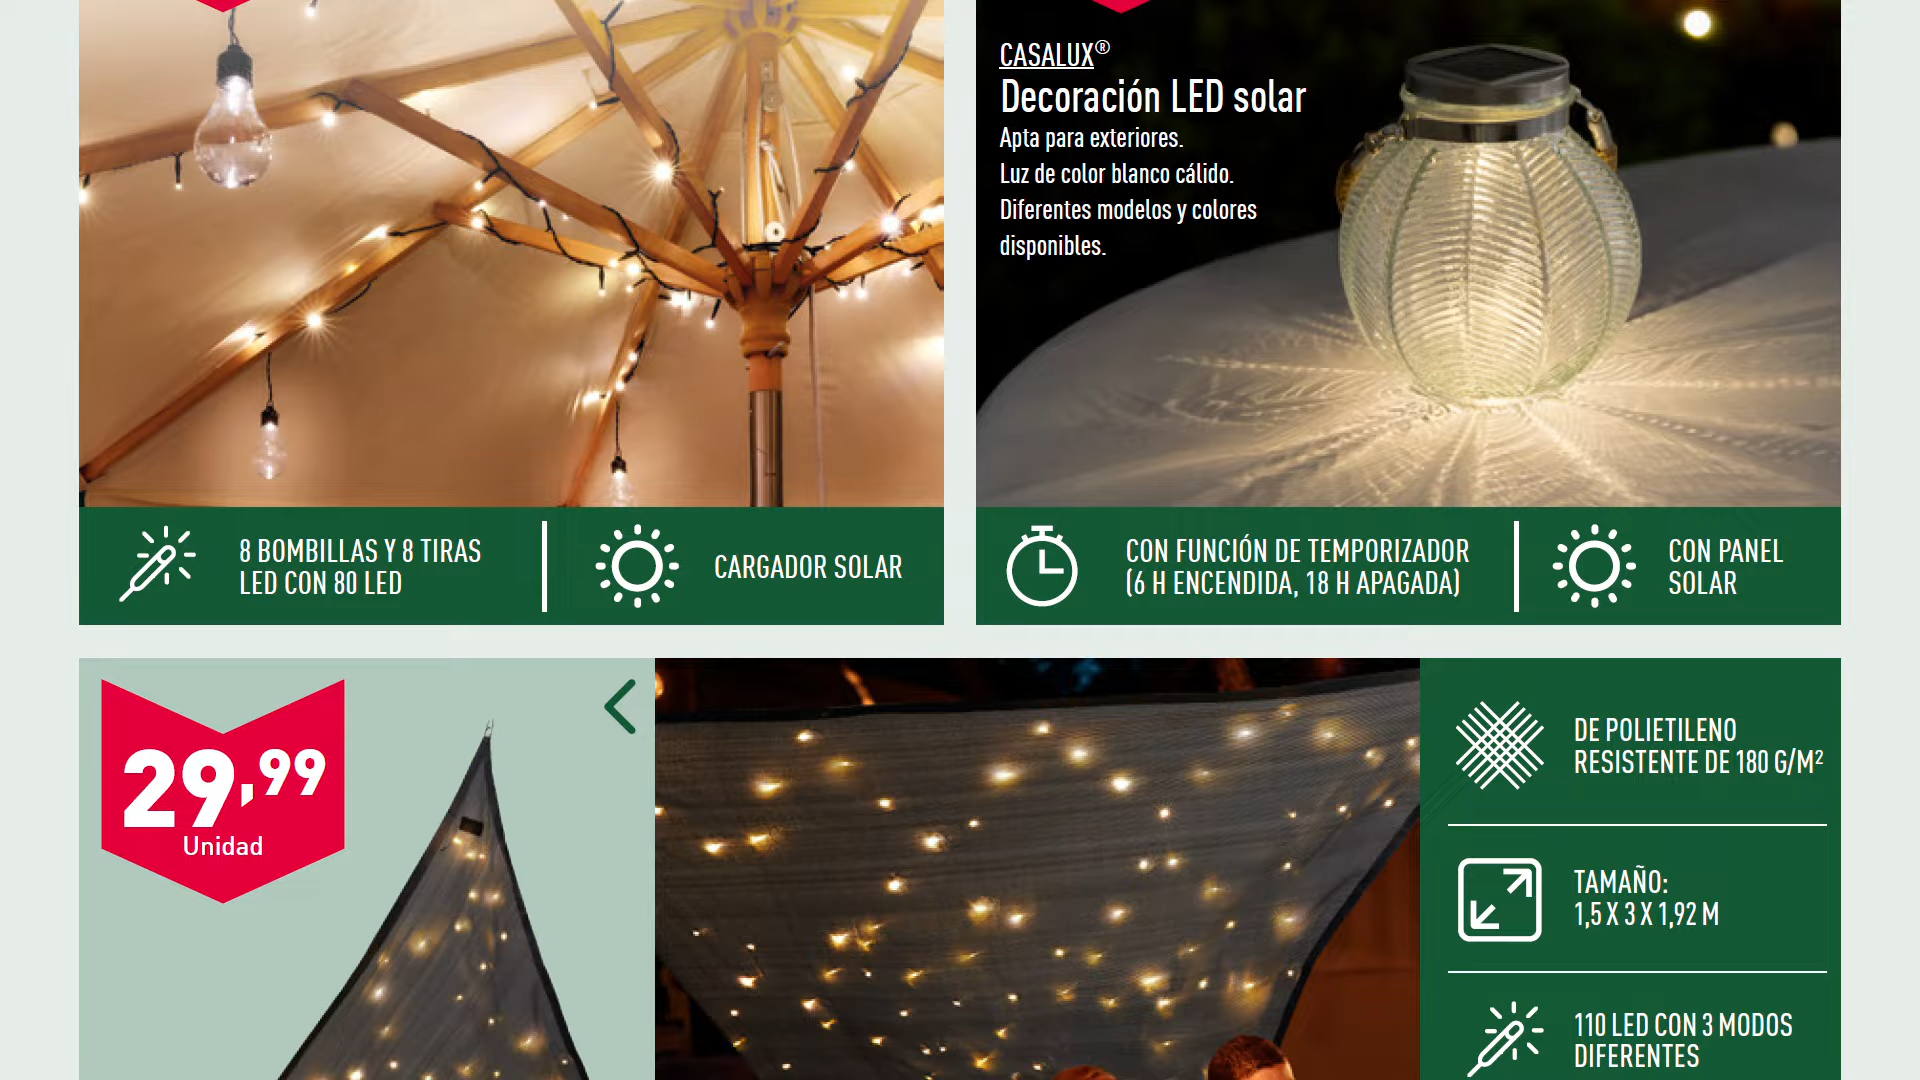 CASALUX®
Decoración LED solar
Apta para exteriores.
Luz de color blanco cálido.
Diferentes modelos y colores
disponibles.
8 BOMBILLAS Y 8 TIRAS
LED CON 80 LED
CARGADOR SOLAR
CON FUNCIÓN DE TEMPORIZADOR
(6 H ENCENDIDA, 18 H APAGADA)
CON PANEL
SOLAR
29,99
Unidad
DE POLIETILENO
RESISTENTE DE 180 G/M²
TAMAÑO:
1,5 X 3 X 1,92 M
110 LED CON 3 MODOS
DIFERENTES